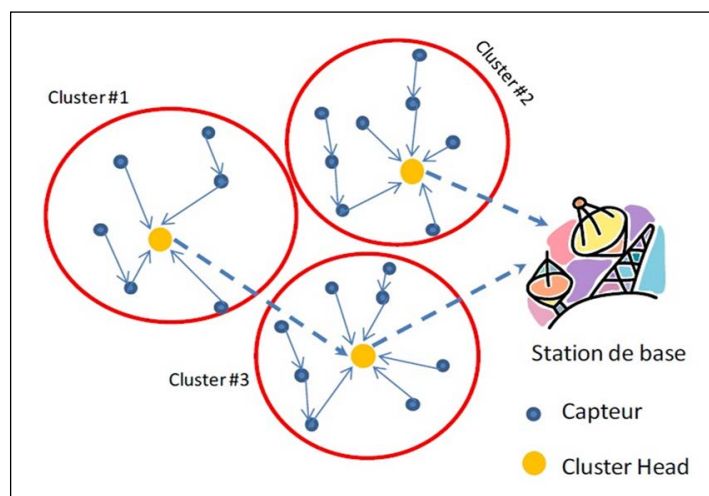 Cluster#1
Cluster#2
Cluster#3
Station de base
Capteur
Cluster Head